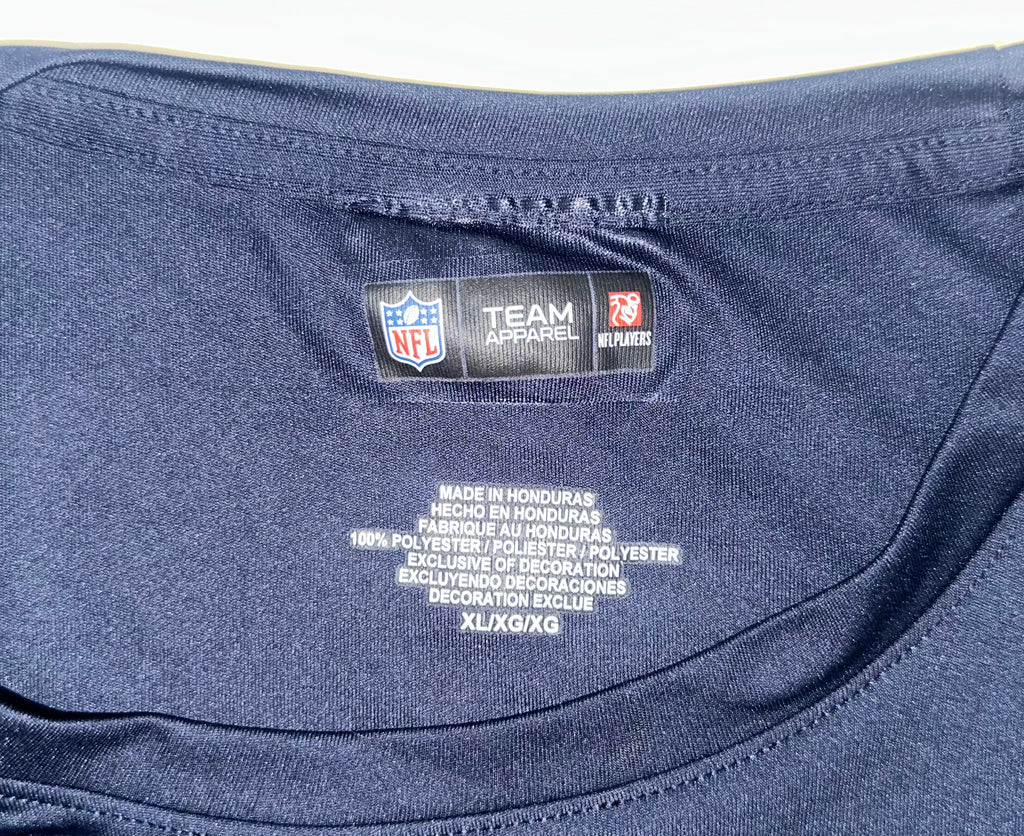 NFL
TEAM
APPAREL
NFL PLAYERS
MADE IN HONDURAS
HECHO EN HONDURAS
FABRIQUE AU HONDURAS
100% POLYESTER / POLIESTER / POLYESTER
EXCLUSIVE OF DECORATION
EXCLUYENDO DECORACIONES
DECORATION EXCLUE
XL/XG/XG